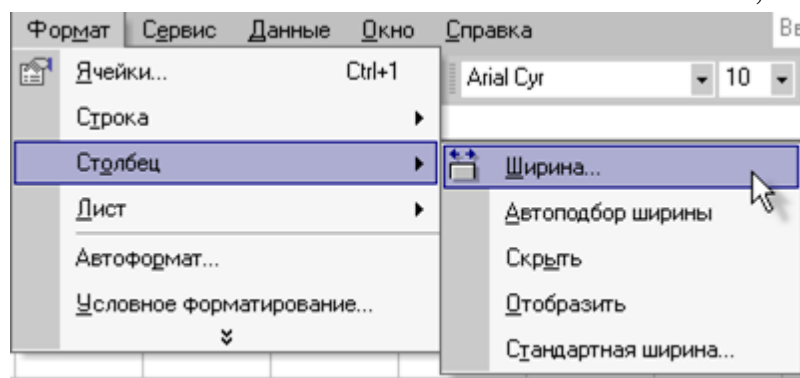 Формат Сервис Данные Окно Справка
Ячейки... Ctrl+1 Arial Cyr 10
Строка
Столбец Ширина...
Лист Автоподбор ширины
Автоформат... Скрыть
Условное форматирование... Отобразить
Стандартная ширина...